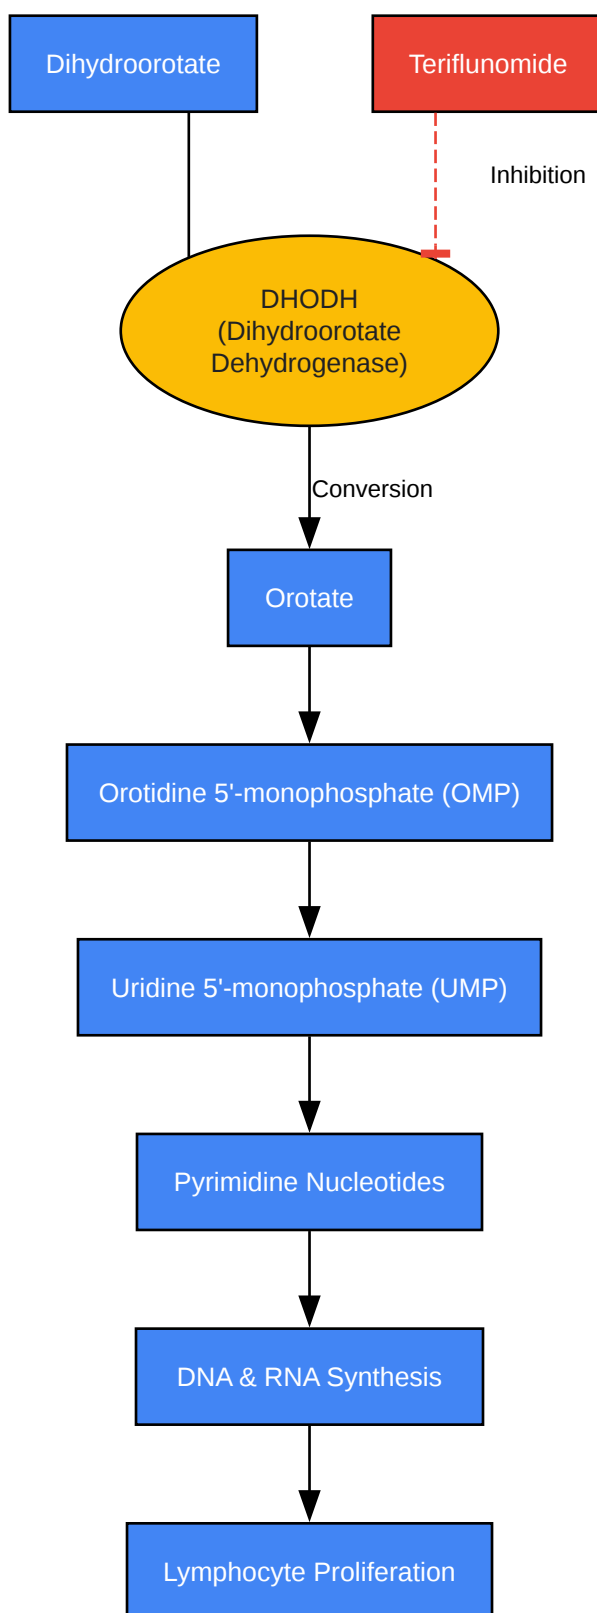 Dihydroorotate
Teriflunomide
Inhibition
DHODH
(Dihydroorotate
Dehydrogenase)
Conversion
Orotate
Orotidine 5'-monophosphate (OMP)
Uridine 5'-monophosphate (UMP)
Pyrimidine Nucleotides
DNA & RNA Synthesis
Lymphocyte Proliferation